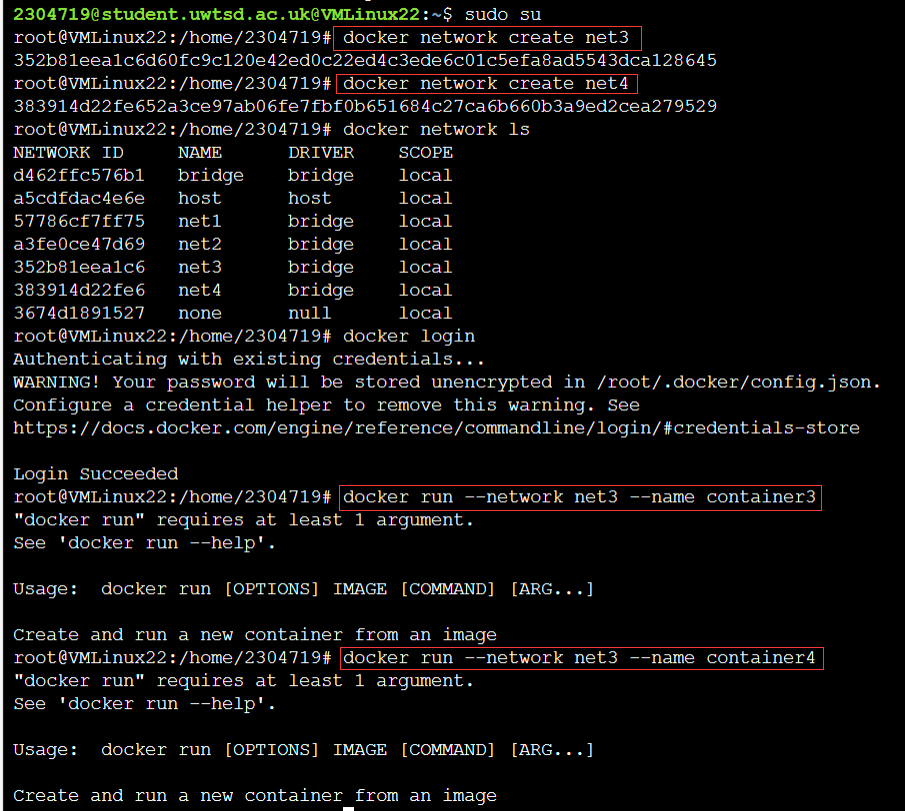 2304719@student.uwtsd.ac.uk@VMLinux22:~$ sudo su
root@VMLinux22:/home/2304719# docker network create net3
352b81eea1c6d60fc9c120e42ed0c22ed4c3ede6c01c5efa8ad5543dca128645
root@VMLinux22:/home/2304719# docker network create net4
383914d22fe652a3ce97ab06fe7fbf0b651684c27ca6b660b3a9ed2cea279529
root@VMLinux22:/home/2304719# docker network ls
NETWORK ID     NAME      DRIVER    SCOPE
d462ffc576b1   bridge    bridge    local
a5cdfdac4e6e   host      host      local
57786cf7ff75   net1      bridge    local
a3fe0ce47d69   net2      bridge    local
352b81eea1c6   net3      bridge    local
383914d22fe6   net4      bridge    local
3674d1891527   none      null      local
root@VMLinux22:/home/2304719# docker login
Authenticating with existing credentials...
WARNING! Your password will be stored unencrypted in /root/.docker/config.json.
Configure a credential helper to remove this warning. See
https://docs.docker.com/engine/reference/commandline/login/#credentials-store
Login Succeeded
root@VMLinux22:/home/2304719# docker run --network net3 --name container3
"docker run" requires at least 1 argument.
See 'docker run --help'.
Usage:  docker run [OPTIONS] IMAGE [COMMAND] [ARG...]
Create and run a new container from an image
root@VMLinux22:/home/2304719# docker run --network net3 --name container4
"docker run" requires at least 1 argument.
See 'docker run --help'.
Usage:  docker run [OPTIONS] IMAGE [COMMAND] [ARG...]
Create and run a new container from an image